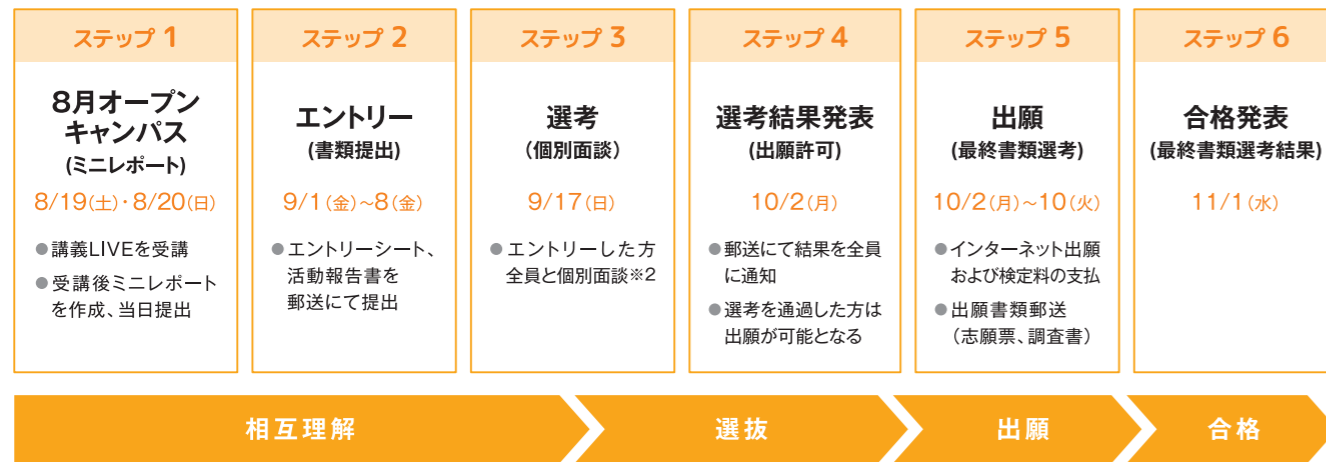 ステップ 1
8月オープン
キャンパス
(ミニレポート)
8/19(土)・8/20(日)
●講義LIVEを受講
●受講後ミニレポート
を作成、当日提出
ステップ 2
エントリー
(書類提出)
9/1(金)~8(金)
●エントリーシート、
活動報告書を
郵送にて提出
ステップ 3
選考
(個別面談)
9/17(日)
●エントリーした方
全員と個別面談※2
ステップ 4
選考結果発表
(出願許可)
10/2(月)
●郵送にて結果を全員
に通知
●選考を通過した方は
出願が可能となる
ステップ 5
出願
(最終書類選考)
10/2(月)~10(火)
●インターネット出願
および検定料の支払
●出願書類郵送
(志願票、調査書)
ステップ 6
合格発表
(最終書類選考結果)
11/1(水)
相互理解
選抜
出願
合格